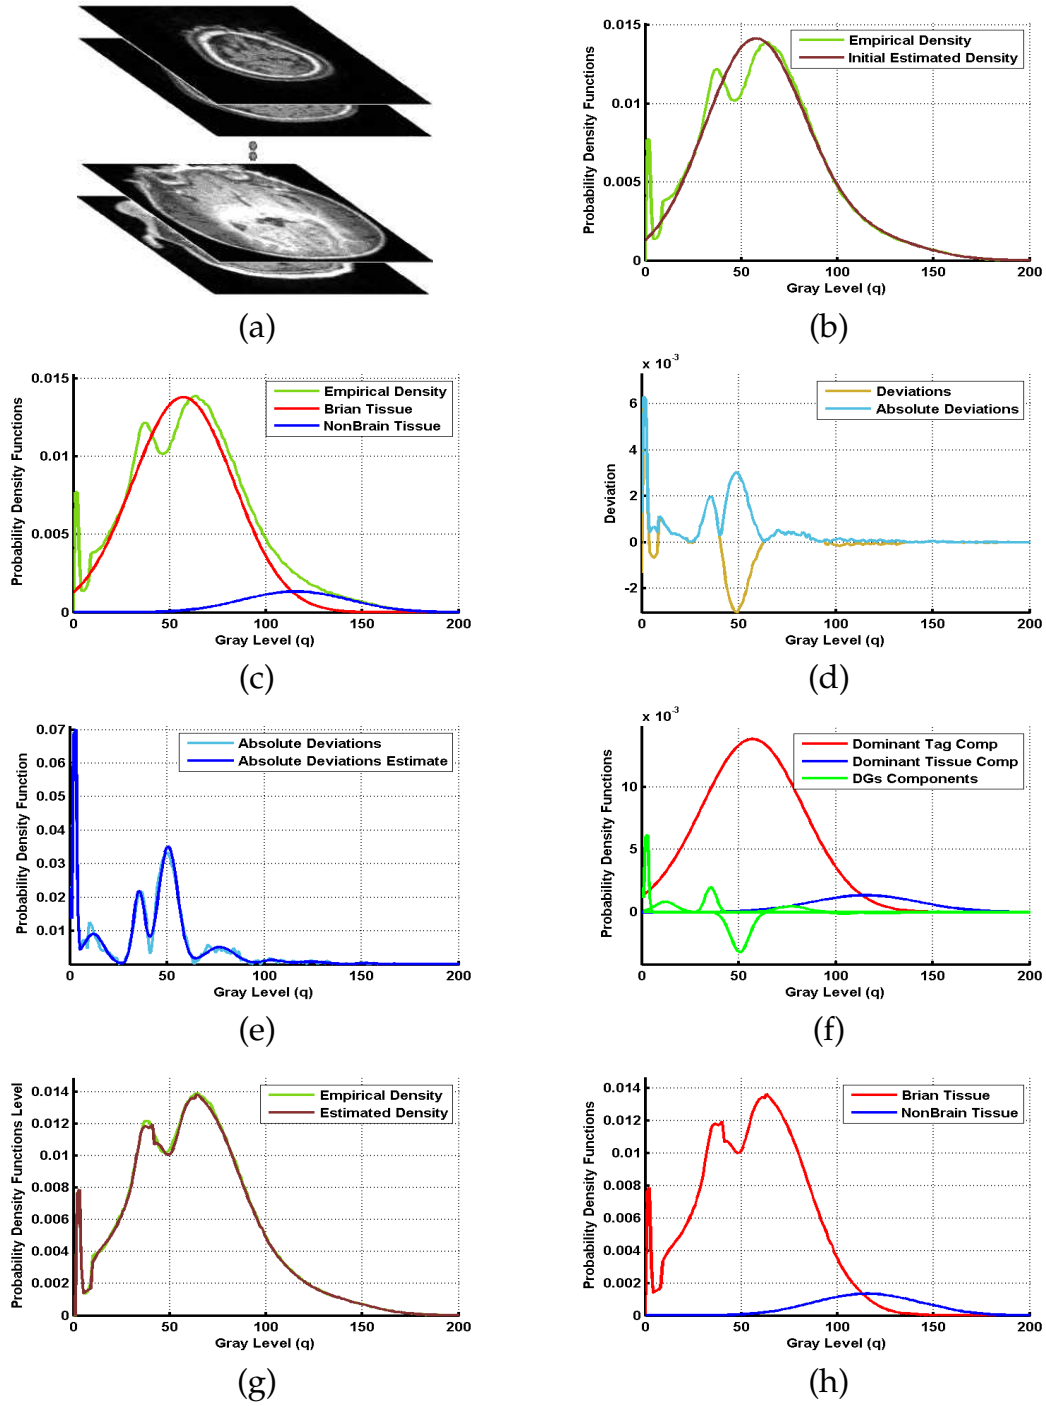 (a)
0.015
0.01
0.005
0
Probability Density Functions
Empirical Density
Initial Estimated Density
0 50 100 150 200
Gray Level (q)
(b)
0.015
0.01
0.005
0
Probability Density Functions
Empirical Density
Brian Tissue
NonBrain Tissue
0 50 100 150 200
Gray Level (q)
(c)
x 10⁻³
6
4
2
0
-2
Deviation
Deviations
Absolute Deviations
0 50 100 150 200
Gray Level (q)
(d)
0.07
0.06
0.05
0.04
0.03
0.02
0.01
Probability Density Function
Absolute Deviations
Absolute Deviations Estimate
0 50 100 150 200
Gray Level (q)
(e)
x 10⁻³
10
5
0
Probability Density Functions
Dominant Tag Comp
Dominant Tissue Comp
DGs Components
0 50 100 150 200
Gray Level (q)
(f)
0.014
0.012
0.01
0.008
0.006
0.004
0.002
0
Probability Density Functions Level
Empirical Density
Estimated Density
0 50 100 150 200
Gray Level (q)
(g)
0.014
0.012
0.01
0.008
0.006
0.004
0.002
0
Probability Density Functions
Brian Tissue
NonBrain Tissue
0 50 100 150 200
Gray Level (q)
(h)